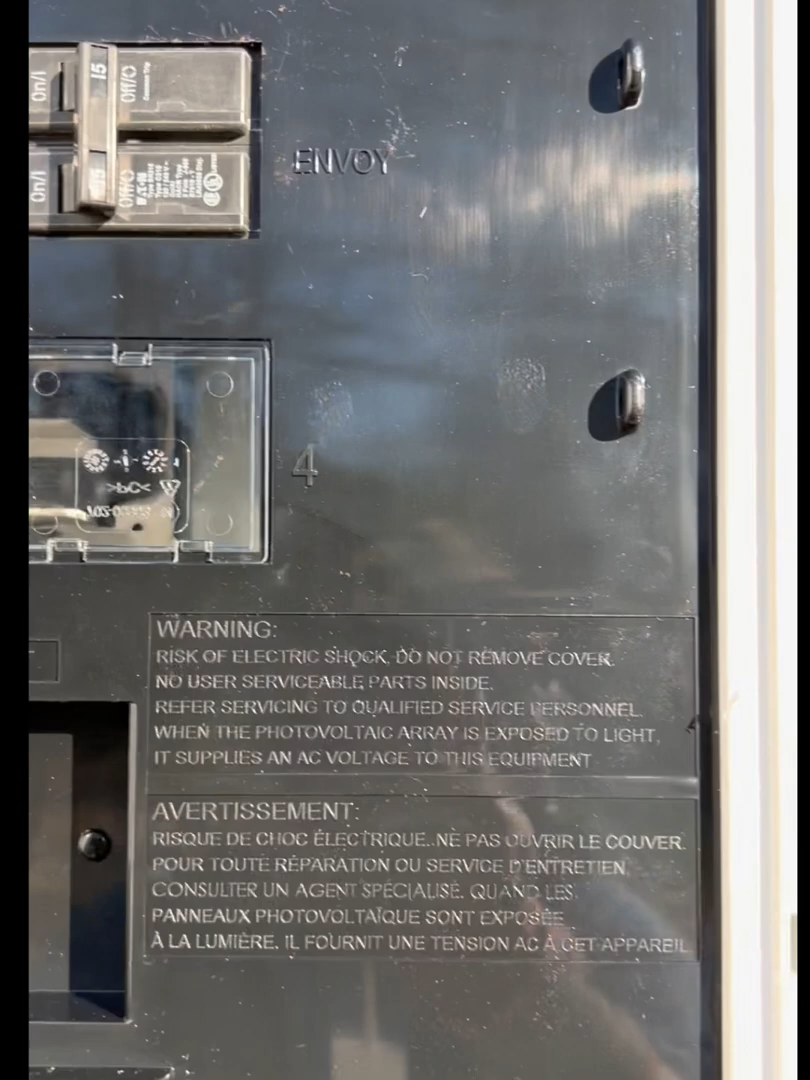 On/I
15
Off/O
Common Trip
ENVOY
On/I
15
Off/O
4
>PC<
WARNING:
RISK OF ELECTRIC SHOCK. DO NOT REMOVE COVER.
NO USER SERVICEABLE PARTS INSIDE.
REFER SERVICING TO QUALIFIED SERVICE PERSONNEL.
WHEN THE PHOTOVOLTAIC ARRAY IS EXPOSED TO LIGHT,
IT SUPPLIES AN AC VOLTAGE TO THIS EQUIPMENT
AVERTISSEMENT:
RISQUE DE CHOC ÉLECTRIQUE. NE PAS OUVRIR LE COUVER.
POUR TOUTE RÉPARATION OU SERVICE D'ENTRETIEN,
CONSULTER UN AGENT SPÉCIALISÉ. QUAND LES
PANNEAUX PHOTOVOLTAÏQUE SONT EXPOSÉE
À LA LUMIÈRE, IL FOURNIT UNE TENSION AC À CET APPAREIL